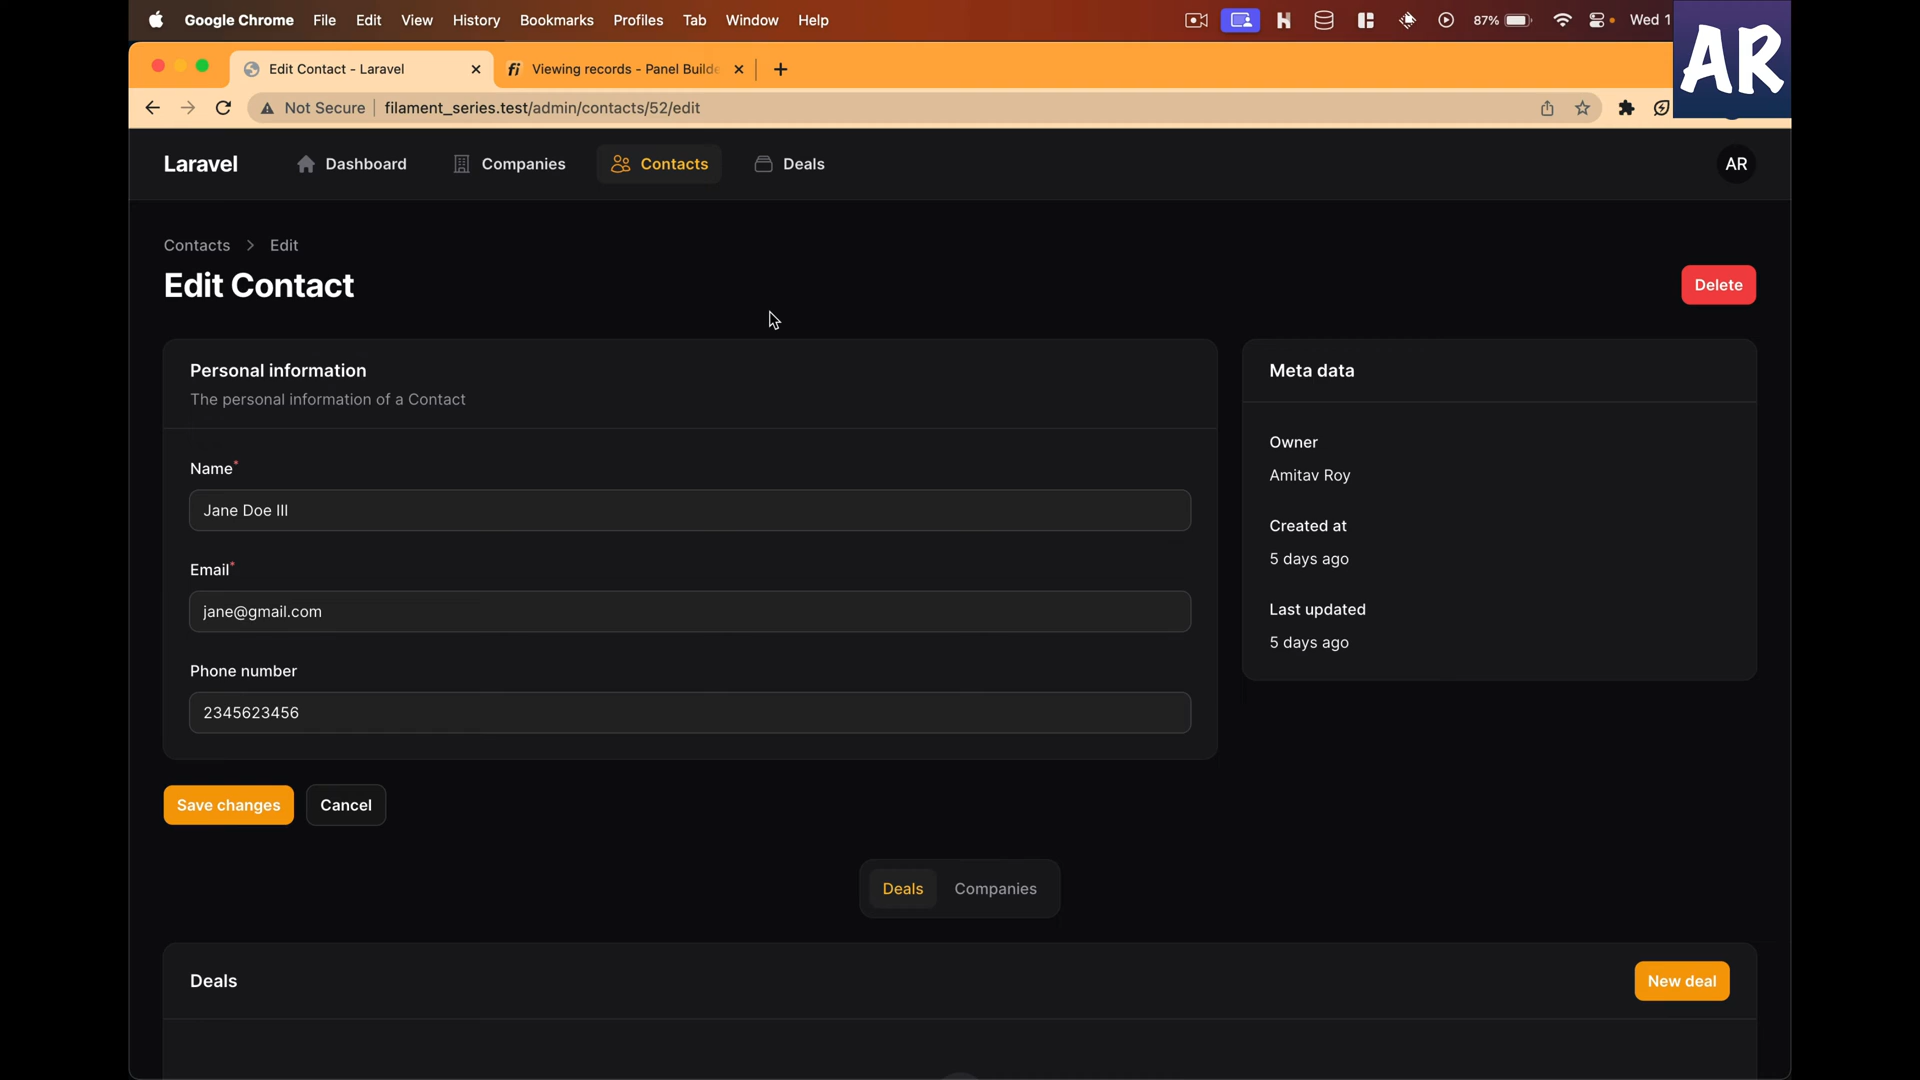 Google Chrome File Edit View History Bookmarks Profiles Tab Window Help 87% Wed 1
AR
Edit Contact - Laravel fi Viewing records - Panel Builde
Not Secure filament_series.test/admin/contacts/52/edit
Laravel Dashboard Companies Contacts Deals AR
Contacts > Edit
Edit Contact
Delete
Personal information
The personal information of a Contact
Name*
Jane Doe III
Email*
jane@gmail.com
Phone number
2345623456
Meta data
Owner
Amitav Roy
Created at
5 days ago
Last updated
5 days ago
Save changes Cancel
Deals Companies
Deals
New deal